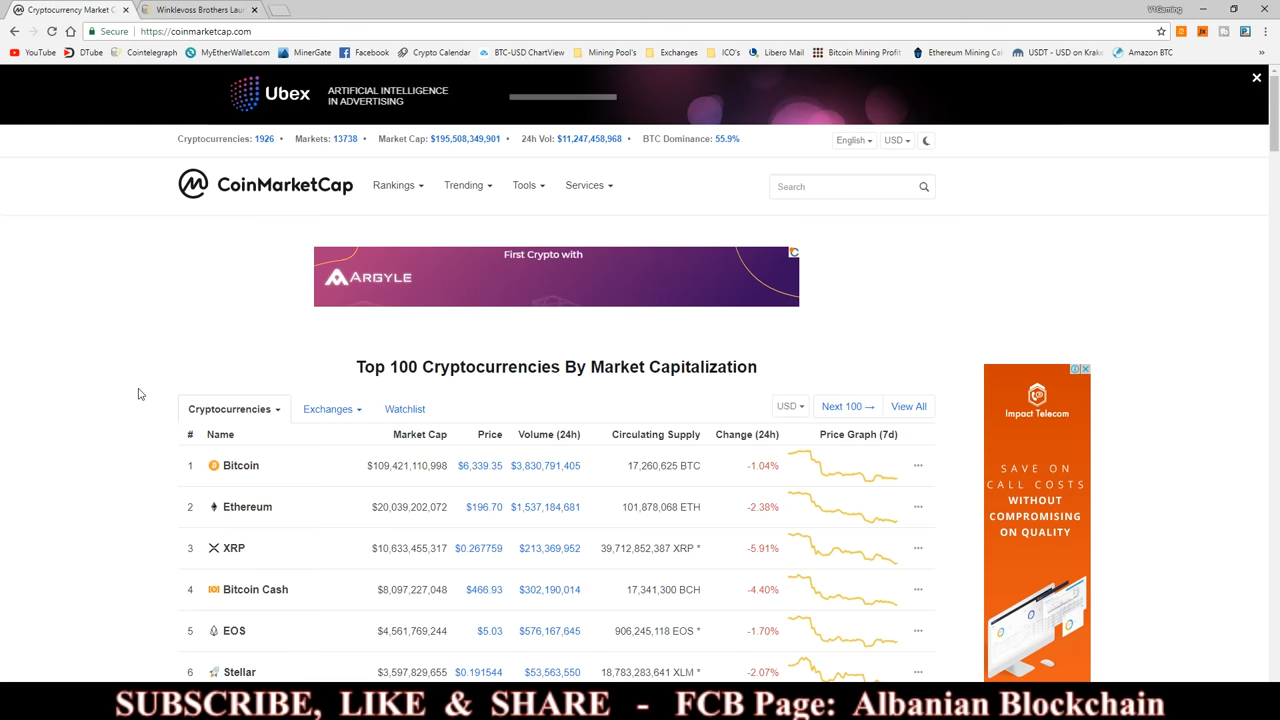 Cryptocurrency Market C
Winklevoss Brothers Lau
V1Gaming
Secure | https://coinmarketcap.com
YouTube DTube Cointelegraph MyEtherWallet.com MinerGate Facebook Crypto Calendar BTC-USD ChartView Mining Pool's Exchanges ICO's Libero Mail Bitcoin Mining Profit Ethereum Mining Cal USDT - USD on Krak Amazon BTC »
Ubex ARTIFICIAL INTELLIGENCE
IN ADVERTISING
Cryptocurrencies: 1926 • Markets: 13738 • Market Cap: $195,508,349,901 • 24h Vol: $11,247,458,968 • BTC Dominance: 55.9%
English USD
CoinMarketCap Rankings Trending Tools Services Search
First Crypto with
ARGYLE
Top 100 Cryptocurrencies By Market Capitalization
Cryptocurrencies Exchanges Watchlist USD Next 100 → View All
# Name Market Cap Price Volume (24h) Circulating Supply Change (24h) Price Graph (7d)
1 Bitcoin $109,421,110,998 $6,339.35 $3,830,791,405 17,260,625 BTC -1.04%
2 Ethereum $20,039,202,072 $196.70 $1,537,184,681 101,878,068 ETH -2.38%
3 XRP $10,633,455,317 $0.267759 $213,369,952 39,712,852,387 XRP * -5.91%
4 Bitcoin Cash $8,097,227,048 $466.93 $302,190,014 17,341,300 BCH -4.40%
5 EOS $4,561,769,244 $5.03 $576,167,645 906,245,118 EOS * -1.70%
6 Stellar $3,597,829,655 $0.191544 $53,563,550 18,783,283,641 XLM * -2.07%
Impact Telecom
SAVE ON
CALL COSTS
WITHOUT
COMPROMISING
ON QUALITY
SUBSCRIBE, LIKE & SHARE - FCB Page: Albanian Blockchain